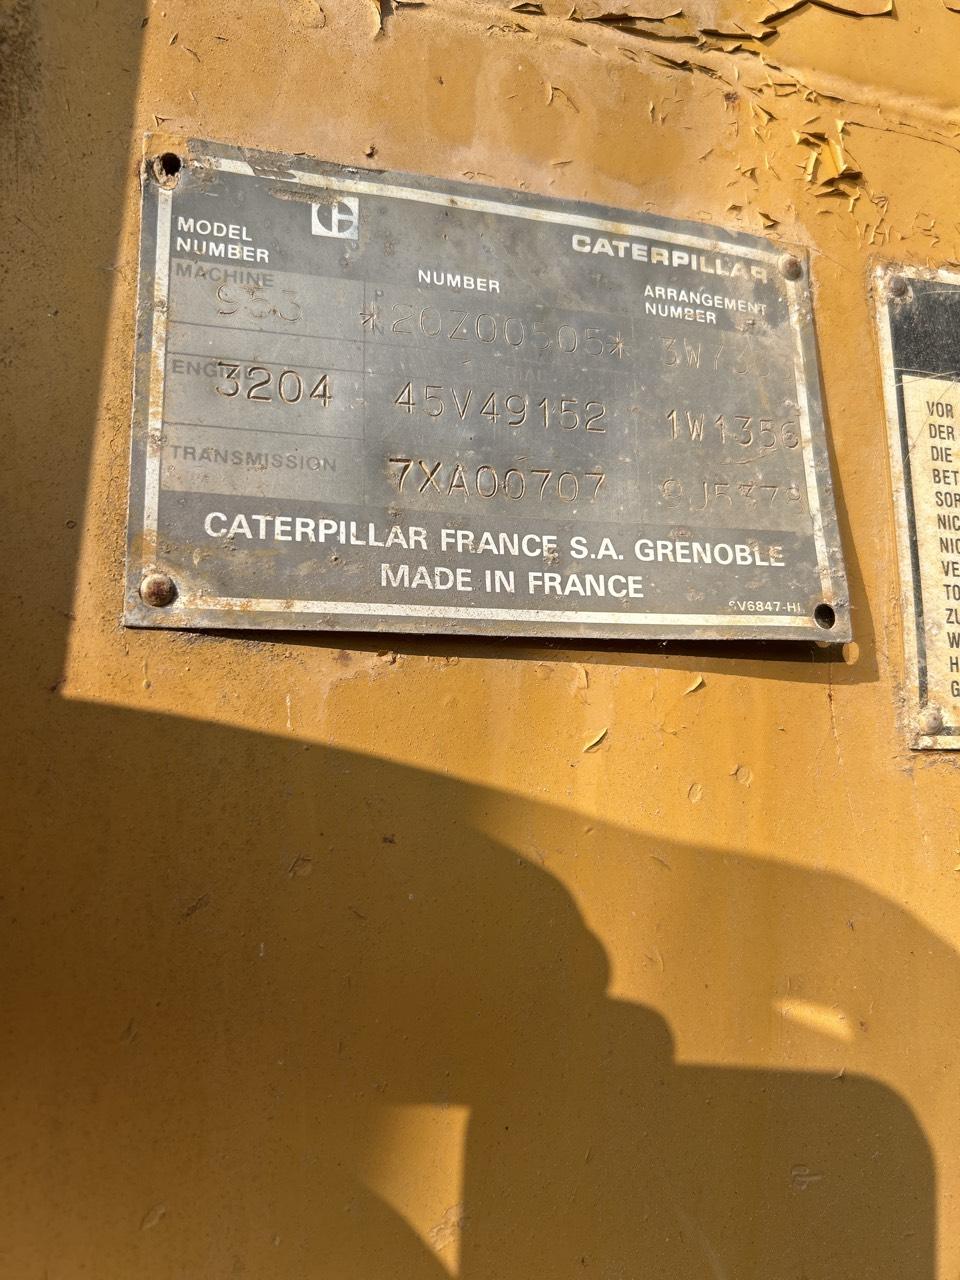 CATERPILLAR
MODEL NUMBER
NUMBER
ARRANGEMENT NUMBER
MACHINE 953 *20Z00505*
ENGINE 3204 45V49152 1W1356
TRANSMISSION 7XA00707
CATERPILLAR FRANCE S.A. GRENOBLE
MADE IN FRANCE
VOR
DER
DIE